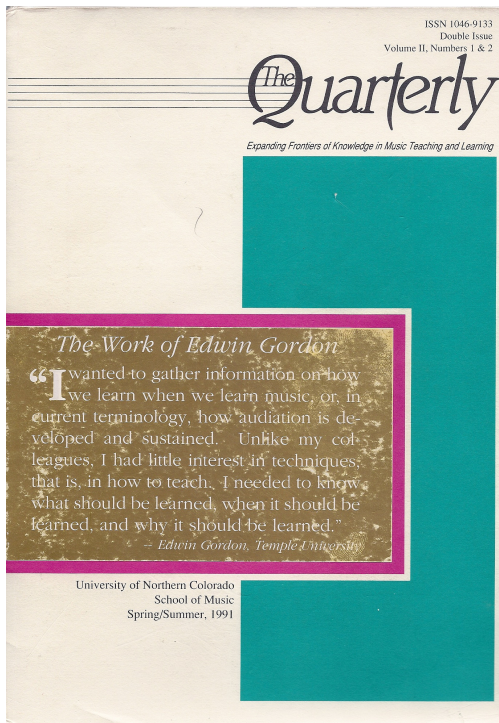 ISSN 1046-9133
Double Issue
Volume II, Numbers 1 & 2
The Quarterly
Expanding Frontiers of Knowledge in Music Teaching and Learning
The Work of Edwin Gordon
“I wanted to gather information on how
we learn when we learn music, or, in
current terminology, how audiation is de-
veloped and sustained. Unlike my col-
leagues, I had little interest in techniques,
that is, in how to teach. I needed to know
what should be learned, when it should be
learned, and why it should be learned.”
– Edwin Gordon, Temple University
University of Northern Colorado
School of Music
Spring/Summer, 1991